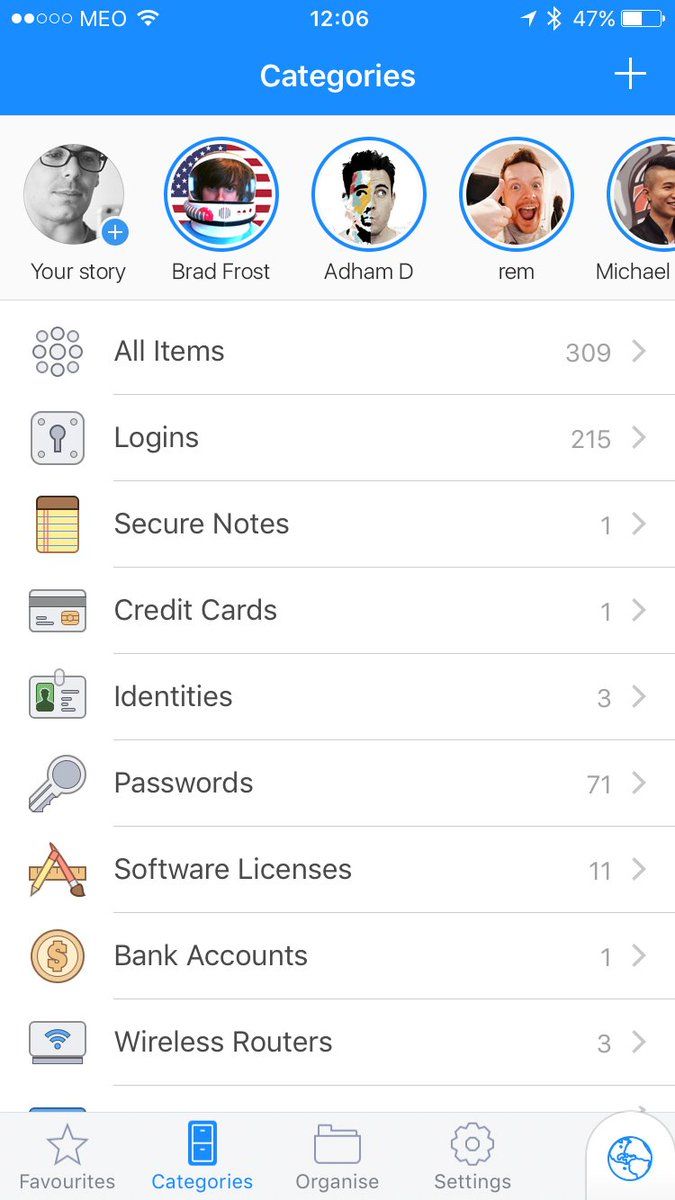 MEO 12:06 47%
Categories
Your story Brad Frost Adham D rem Michael
All Items 309
Logins 215
Secure Notes 1
Credit Cards 1
Identities 3
Passwords 71
Software Licenses 11
Bank Accounts 1
Wireless Routers 3
Favourites Categories Organise Settings